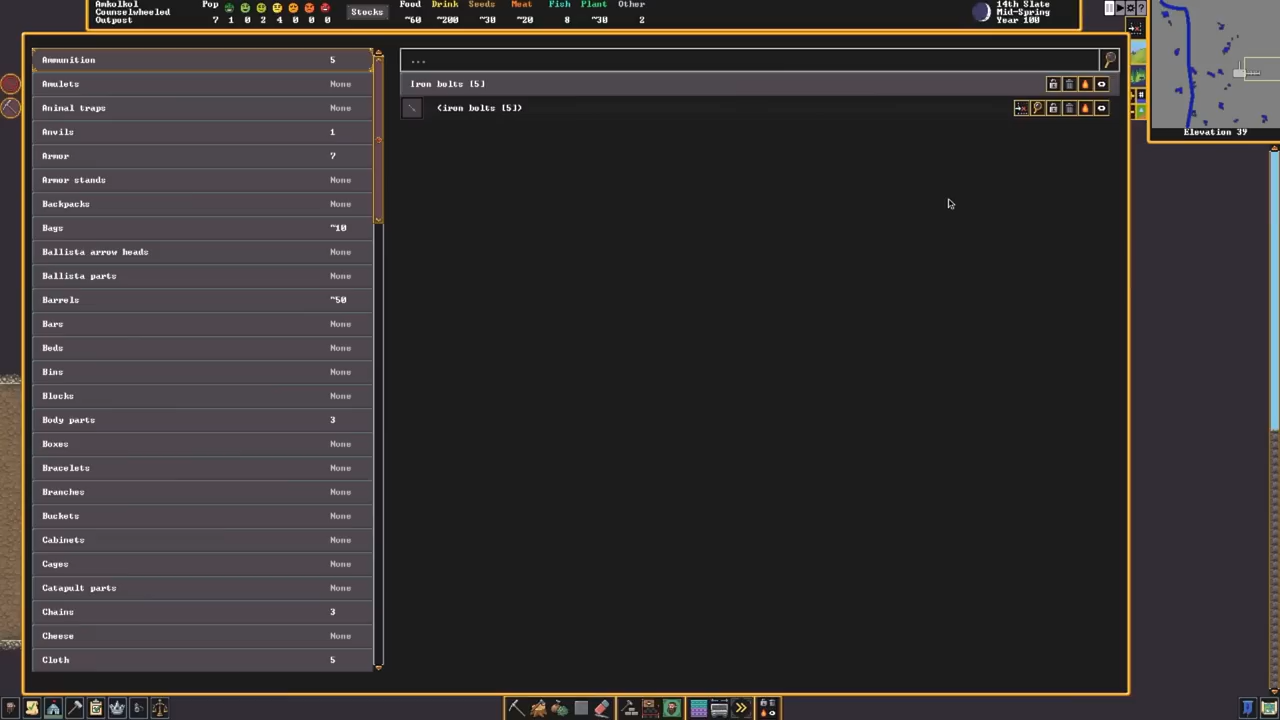 Amkolkol
Counselwheeled
Outpost
Pop
7 1 0 2 4 0 0 0
Stocks
Food Drink Seeds Meat Fish Plant Other
~60 ~200 ~30 ~20 8 ~30 2
14th Slate
Mid-Spring
Year 100
Elevation 39
Ammunition 5
Amulets None
Animal traps None
Anvils 1
Armor 7
Armor stands None
Backpacks None
Bags ~10
Ballista arrow heads None
Ballista parts None
Barrels ~50
Bars None
Beds None
Bins None
Blocks None
Body parts 3
Boxes None
Bracelets None
Branches None
Buckets None
Cabinets None
Cages None
Catapult parts None
Chains 3
Cheese None
Cloth 5
...
Iron bolts [5]
(iron bolts [5])